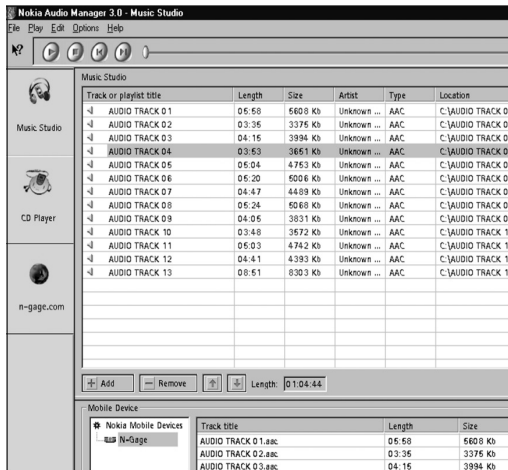 Nokia Audio Manager 3.0 - Music Studio
File Play Edit Options Help
Music Studio
Track or playlist title Length Size Artist Type Location
AUDIO TRACK 01 05:58 5608 Kb Unknown ... AAC C:\AUDIO TRACK 0
AUDIO TRACK 02 03:35 3375 Kb Unknown ... AAC C:\AUDIO TRACK 0
AUDIO TRACK 03 04:15 3994 Kb Unknown ... AAC C:\AUDIO TRACK 0
AUDIO TRACK 04 03:53 3651 Kb Unknown ... AAC C:\AUDIO TRACK 0
AUDIO TRACK 05 05:04 4753 Kb Unknown ... AAC C:\AUDIO TRACK 0
AUDIO TRACK 06 05:20 5006 Kb Unknown ... AAC C:\AUDIO TRACK 0
AUDIO TRACK 07 04:47 4489 Kb Unknown ... AAC C:\AUDIO TRACK 0
AUDIO TRACK 08 05:24 5068 Kb Unknown ... AAC C:\AUDIO TRACK 0
AUDIO TRACK 09 04:05 3831 Kb Unknown ... AAC C:\AUDIO TRACK 0
AUDIO TRACK 10 03:48 3572 Kb Unknown ... AAC C:\AUDIO TRACK 1
AUDIO TRACK 11 05:03 4742 Kb Unknown ... AAC C:\AUDIO TRACK 1
AUDIO TRACK 12 04:41 4393 Kb Unknown ... AAC C:\AUDIO TRACK 1
AUDIO TRACK 13 08:51 8303 Kb Unknown ... AAC C:\AUDIO TRACK 1
Music Studio
CD Player
n-gage.com
Add Remove Length: 01:04:44
Mobile Device
Nokia Mobile Devices
N-Gage
Track title Length Size
AUDIO TRACK 01.aac 05:58 5608 Kb
AUDIO TRACK 02.aac 03:35 3375 Kb
AUDIO TRACK 03.aac 04:15 3994 Kb